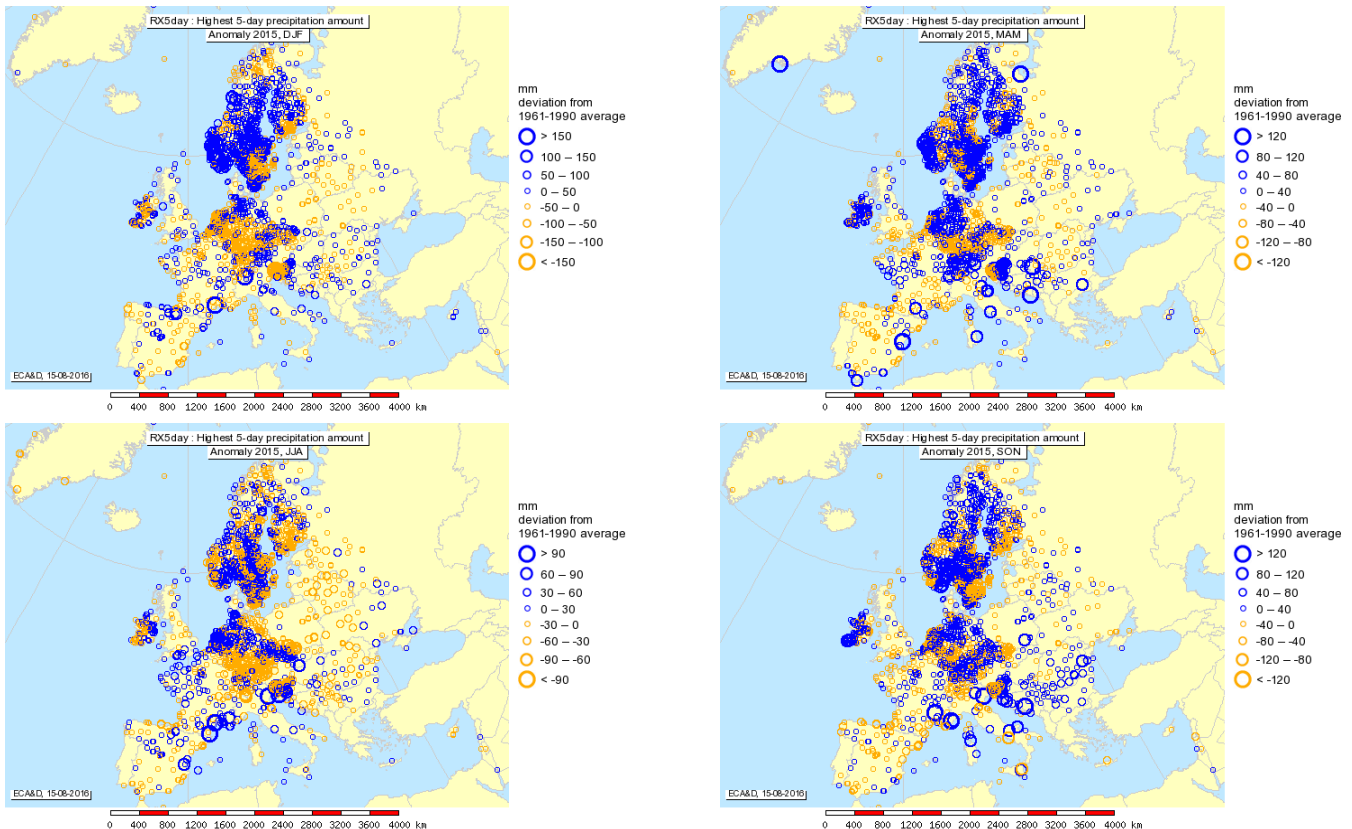 RX5day : Highest 5-day precipitation amount
Anomaly 2015, DJF
mm
deviation from
1961-1990 average
> 150
100 – 150
50 – 100
0 – 50
-50 – 0
-100 – -50
-150 – -100
< -150
ECA&D, 15-08-2016
0 400 800 1200 1600 2000 2400 2800 3200 3600 4000 km
RX5day : Highest 5-day precipitation amount
Anomaly 2015, MAM
mm
deviation from
1961-1990 average
> 120
80 – 120
40 – 80
0 – 40
-40 – 0
-80 – -40
-120 – -80
< -120
ECA&D, 15-08-2016
0 400 800 1200 1600 2000 2400 2800 3200 3600 4000 km
RX5day : Highest 5-day precipitation amount
Anomaly 2015, JJA
mm
deviation from
1961-1990 average
> 90
60 – 90
30 – 60
0 – 30
-30 – 0
-60 – -30
-90 – -60
< -90
ECA&D, 15-08-2016
0 400 800 1200 1600 2000 2400 2800 3200 3600 4000 km
RX5day : Highest 5-day precipitation amount
Anomaly 2015, SON
mm
deviation from
1961-1990 average
> 120
80 – 120
40 – 80
0 – 40
-40 – 0
-80 – -40
-120 – -80
< -120
ECA&D, 15-08-2016
0 400 800 1200 1600 2000 2400 2800 3200 3600 4000 km